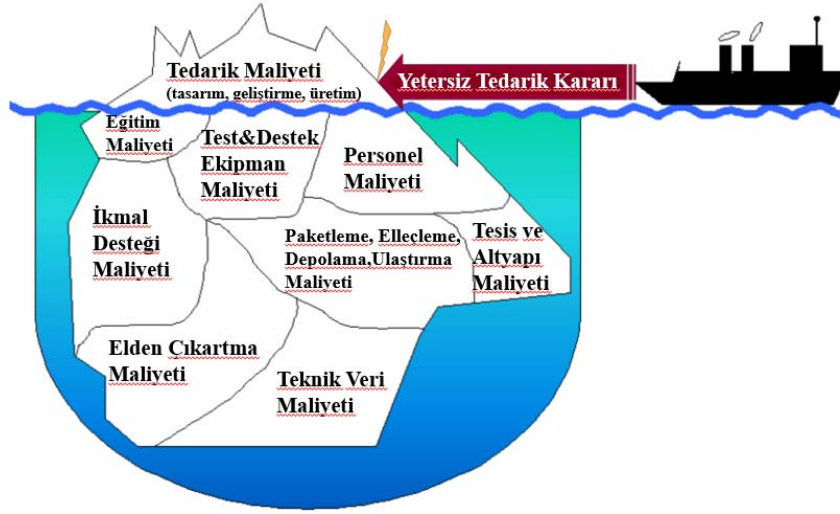 Tedarik Maliyeti
(tasarım, geliştirme, üretim)
Yetersiz Tedarik Kararı
Eğitim
Maliyeti
Test&Destek
Ekipman
Maliyeti
Personel
Maliyeti
İkmal
Desteği
Maliyeti
Paketleme, Elleçleme,
Depolama,Ulaştırma
Maliyeti
Tesis ve
Altyapı
Maliyeti
Elden Çıkartma
Maliyeti
Teknik Veri
Maliyeti